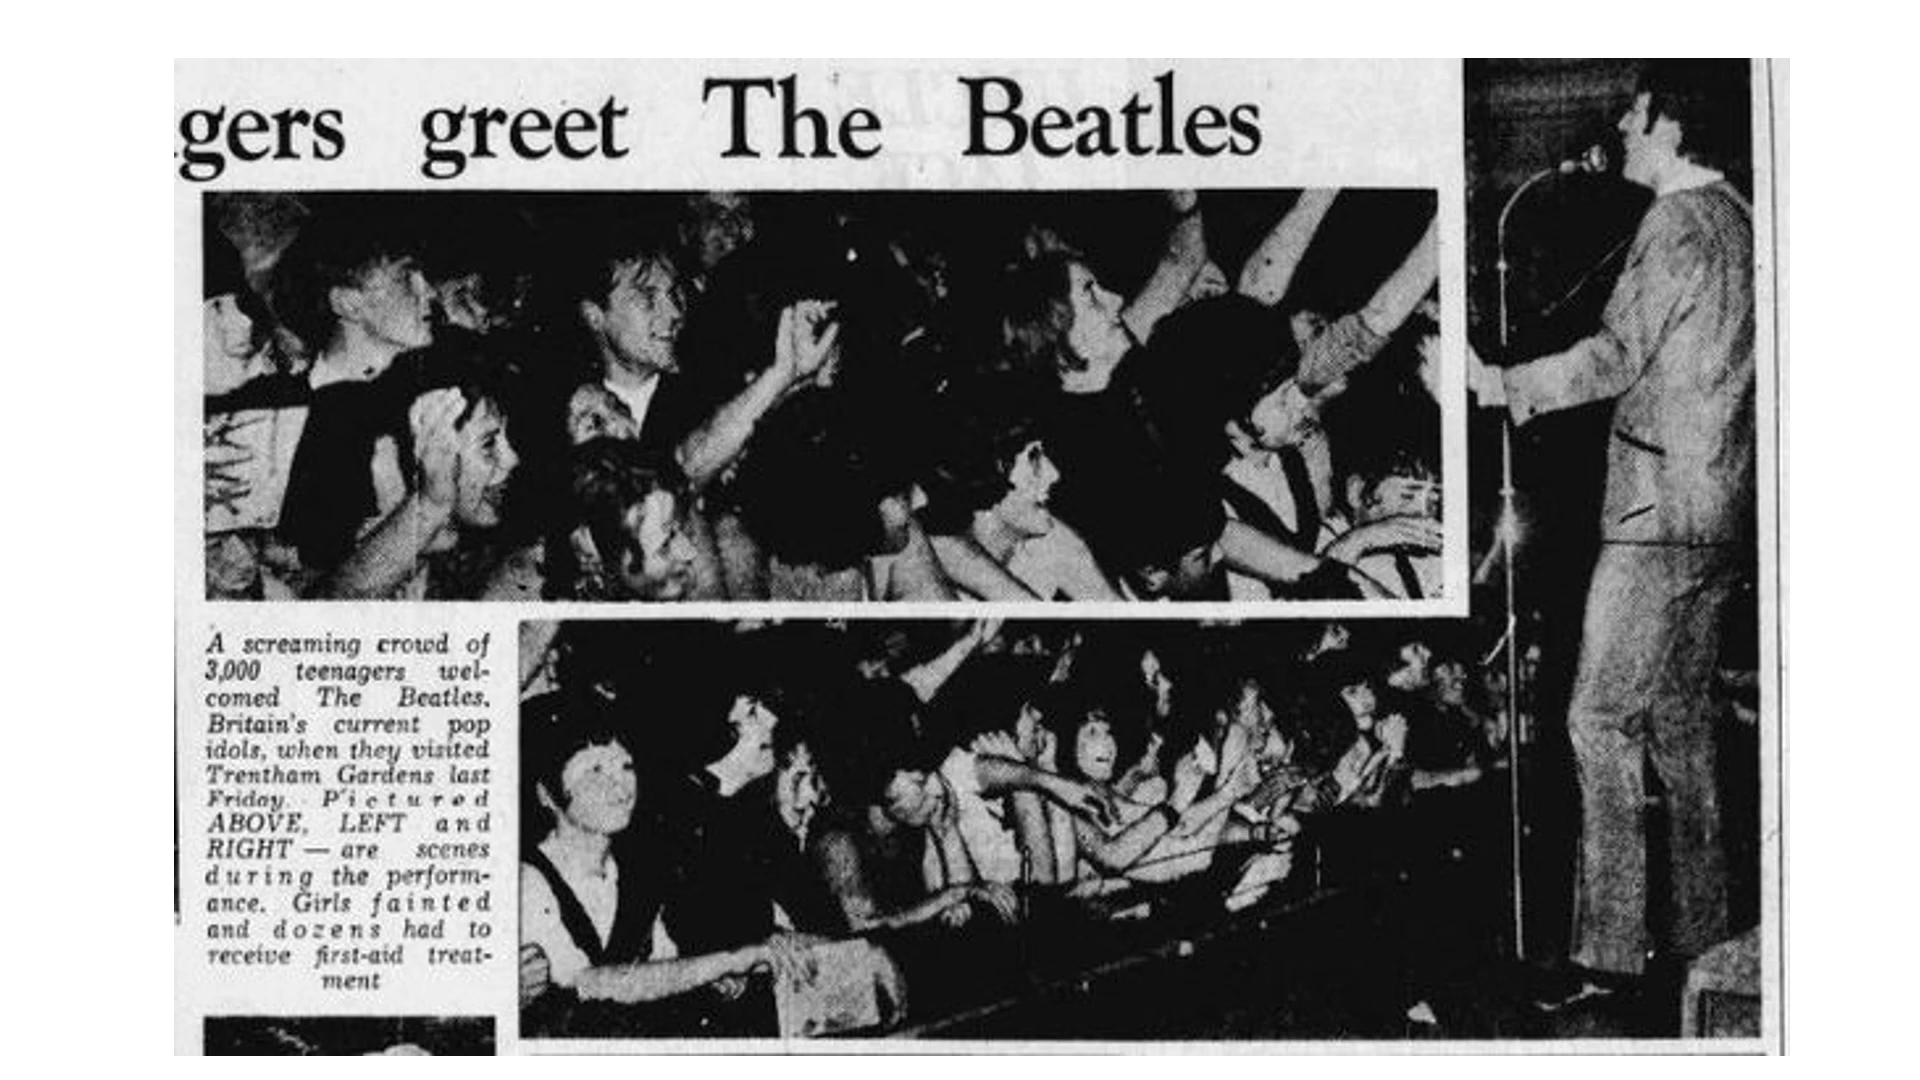 gers greet The Beatles
A screaming crowd of
3,000 teenagers wel-
comed The Beatles,
Britain's current pop
idols, when they visited
Trentham Gardens last
Friday. Pictured
ABOVE, LEFT and
RIGHT — are scenes
during the perform-
ance. Girls fainted
and dozens had to
receive first-aid treat-
ment